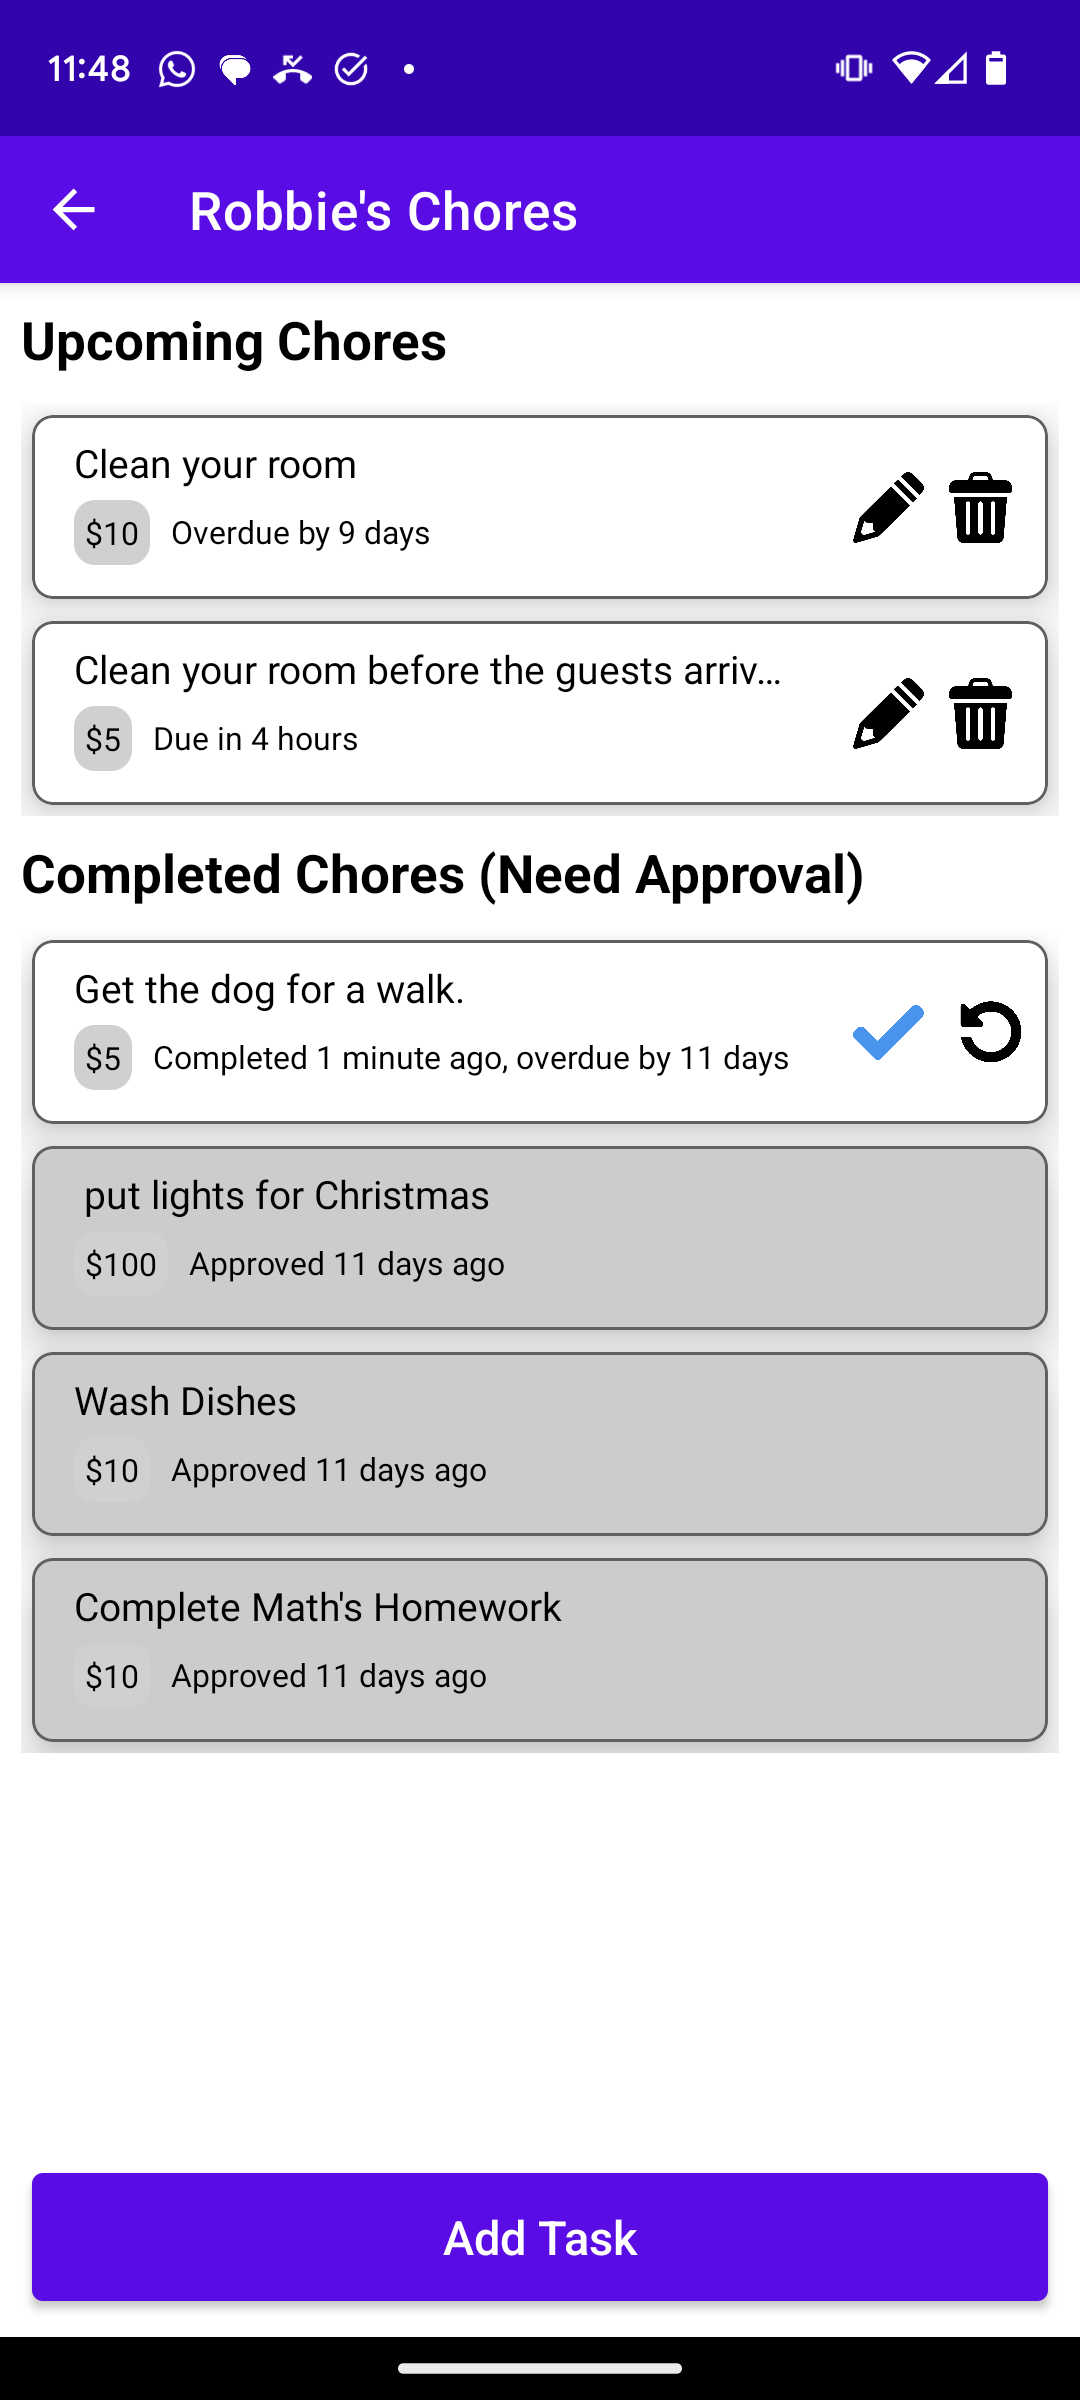 11:48
Robbie's Chores
Upcoming Chores
Clean your room
$10 Overdue by 9 days
Clean your room before the guests arriv...
$5 Due in 4 hours
Completed Chores (Need Approval)
Get the dog for a walk.
$5 Completed 1 minute ago, overdue by 11 days
put lights for Christmas
$100 Approved 11 days ago
Wash Dishes
$10 Approved 11 days ago
Complete Math's Homework
$10 Approved 11 days ago
Add Task